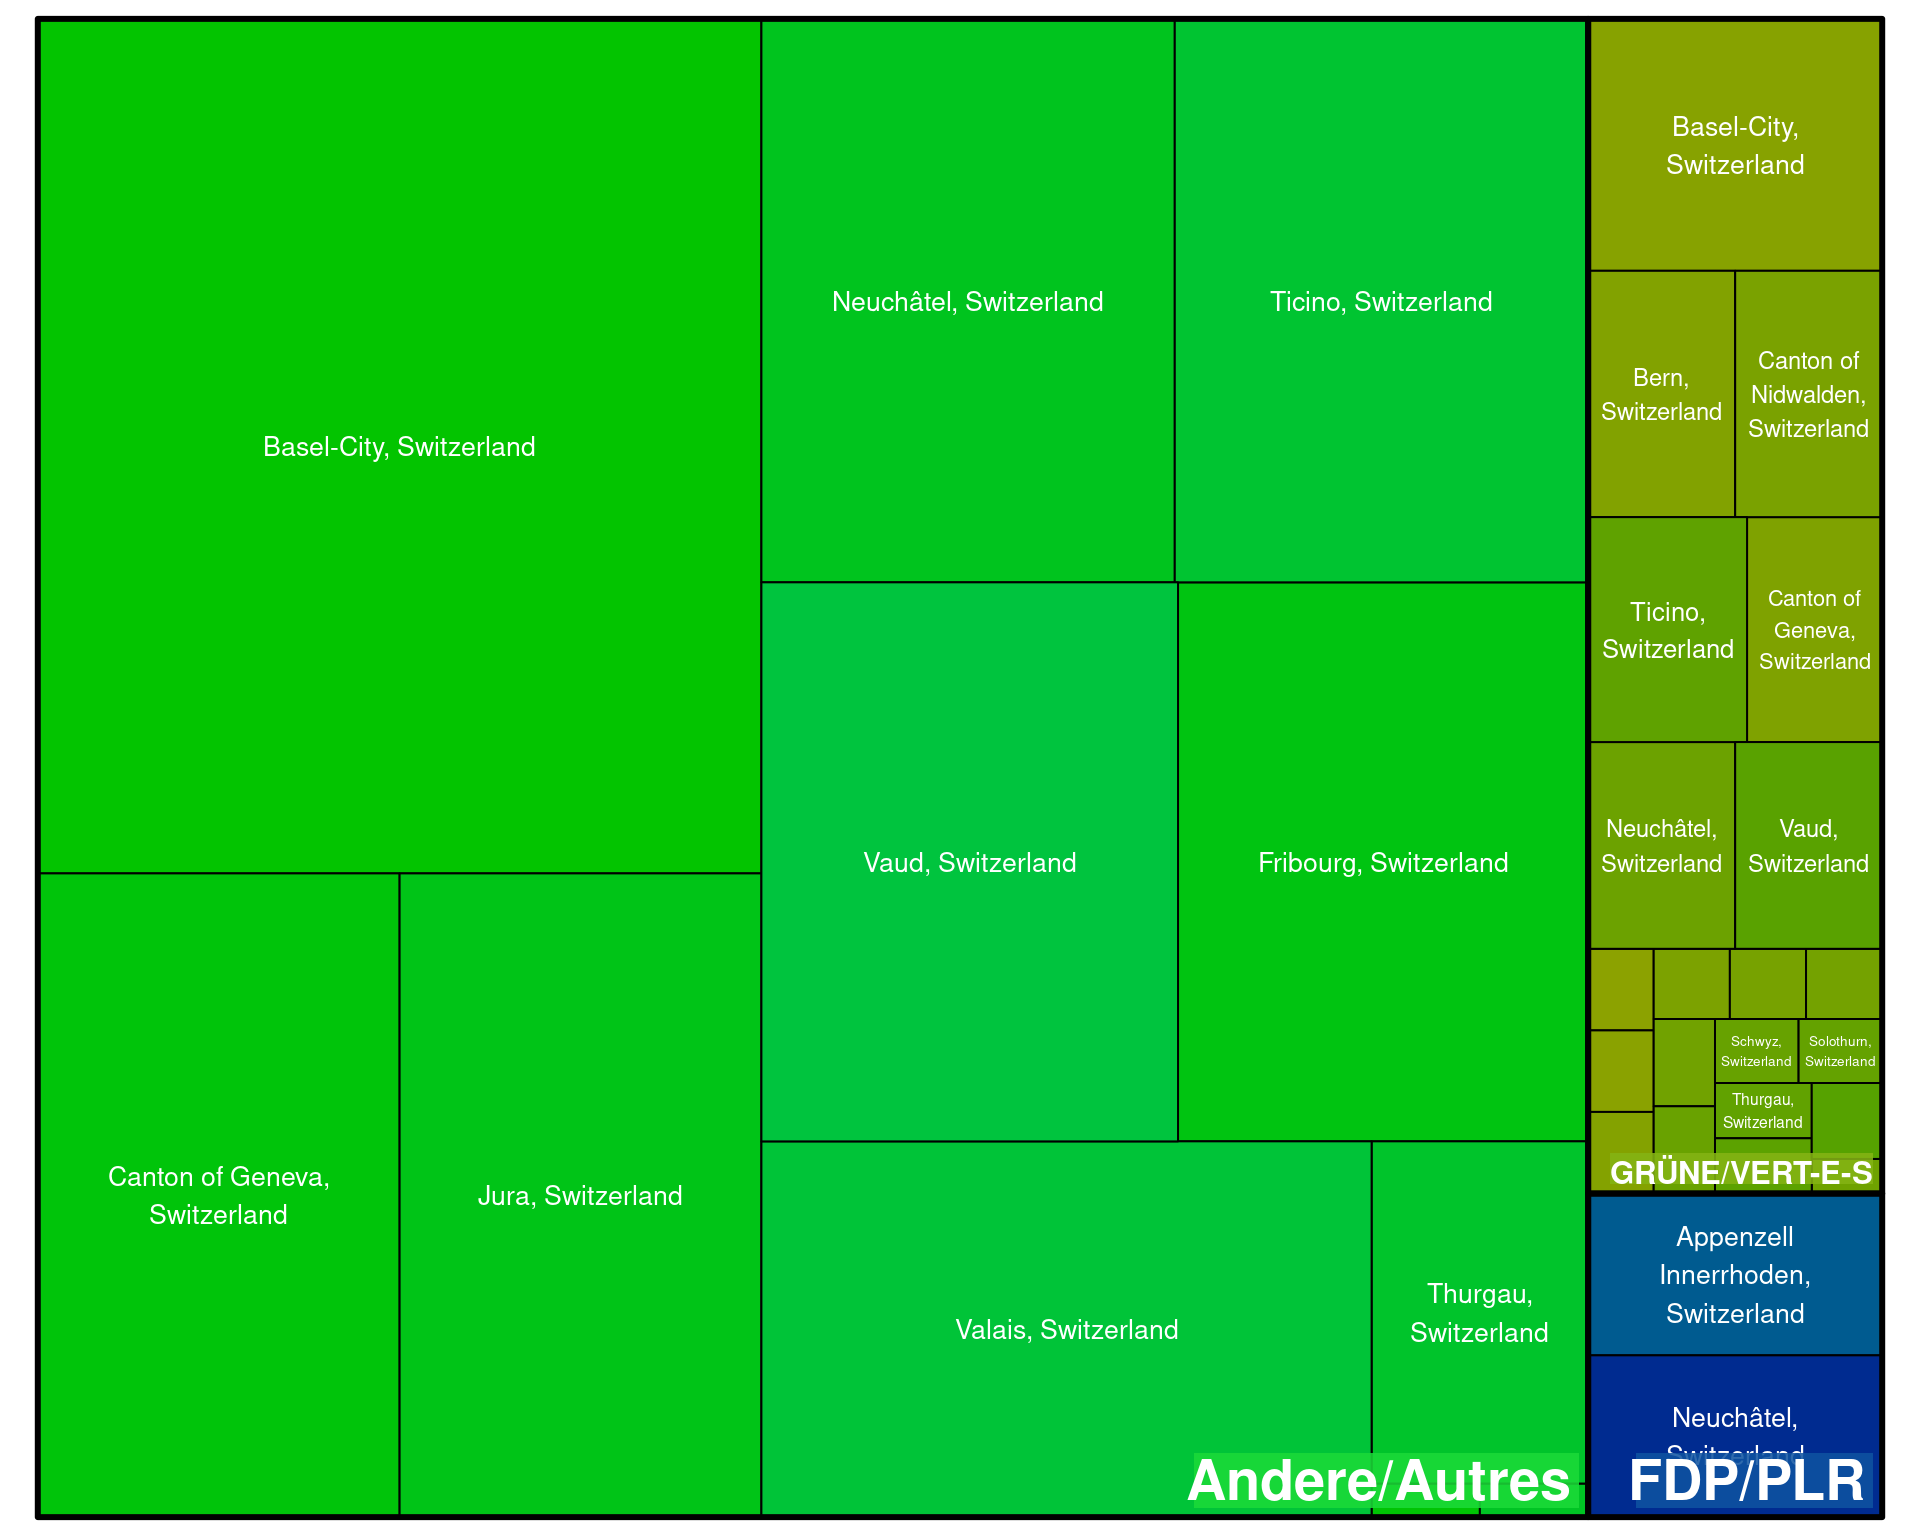 Basel-City, Switzerland
Neuchâtel, Switzerland
Ticino, Switzerland
Vaud, Switzerland
Fribourg, Switzerland
Canton of Geneva,
Switzerland
Jura, Switzerland
Valais, Switzerland
Thurgau,
Switzerland
Andere/Autres
Basel-City,
Switzerland
Bern,
Switzerland
Canton of
Nidwalden,
Switzerland
Ticino,
Switzerland
Canton of
Geneva,
Switzerland
Neuchâtel,
Switzerland
Vaud,
Switzerland
Schwyz,
Switzerland
Solothurn,
Switzerland
Thurgau,
Switzerland
GRÜNE/VERT-E-S
Appenzell
Innerrhoden,
Switzerland
Neuchâtel,
Switzerland
FDP/PLR